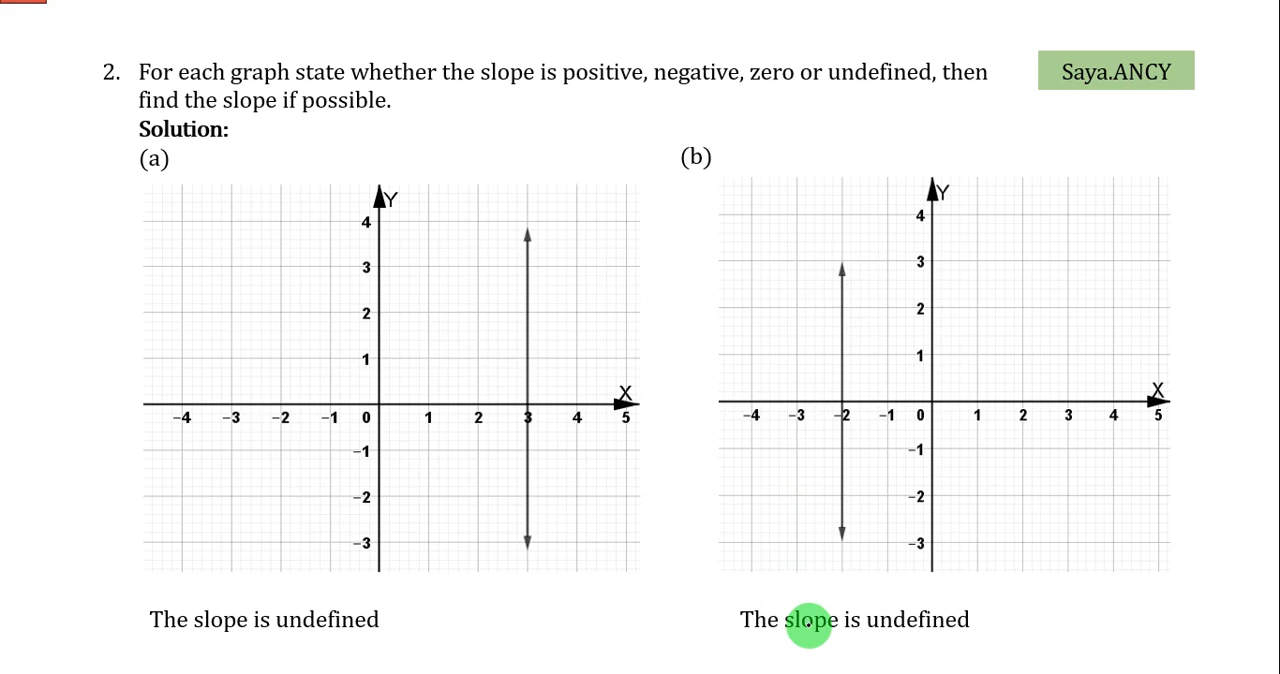 2. For each graph state whether the slope is positive, negative, zero or undefined, then
find the slope if possible.
Saya.ANCY
Solution:
(a)
Y
4
3
2
1
X
−4 −3 −2 −1 0 1 2 3 4 5
−1
−2
−3
The slope is undefined
(b)
Y
4
3
2
1
X
−4 −3 −2 −1 0 1 2 3 4 5
−1
−2
−3
The slope is undefined